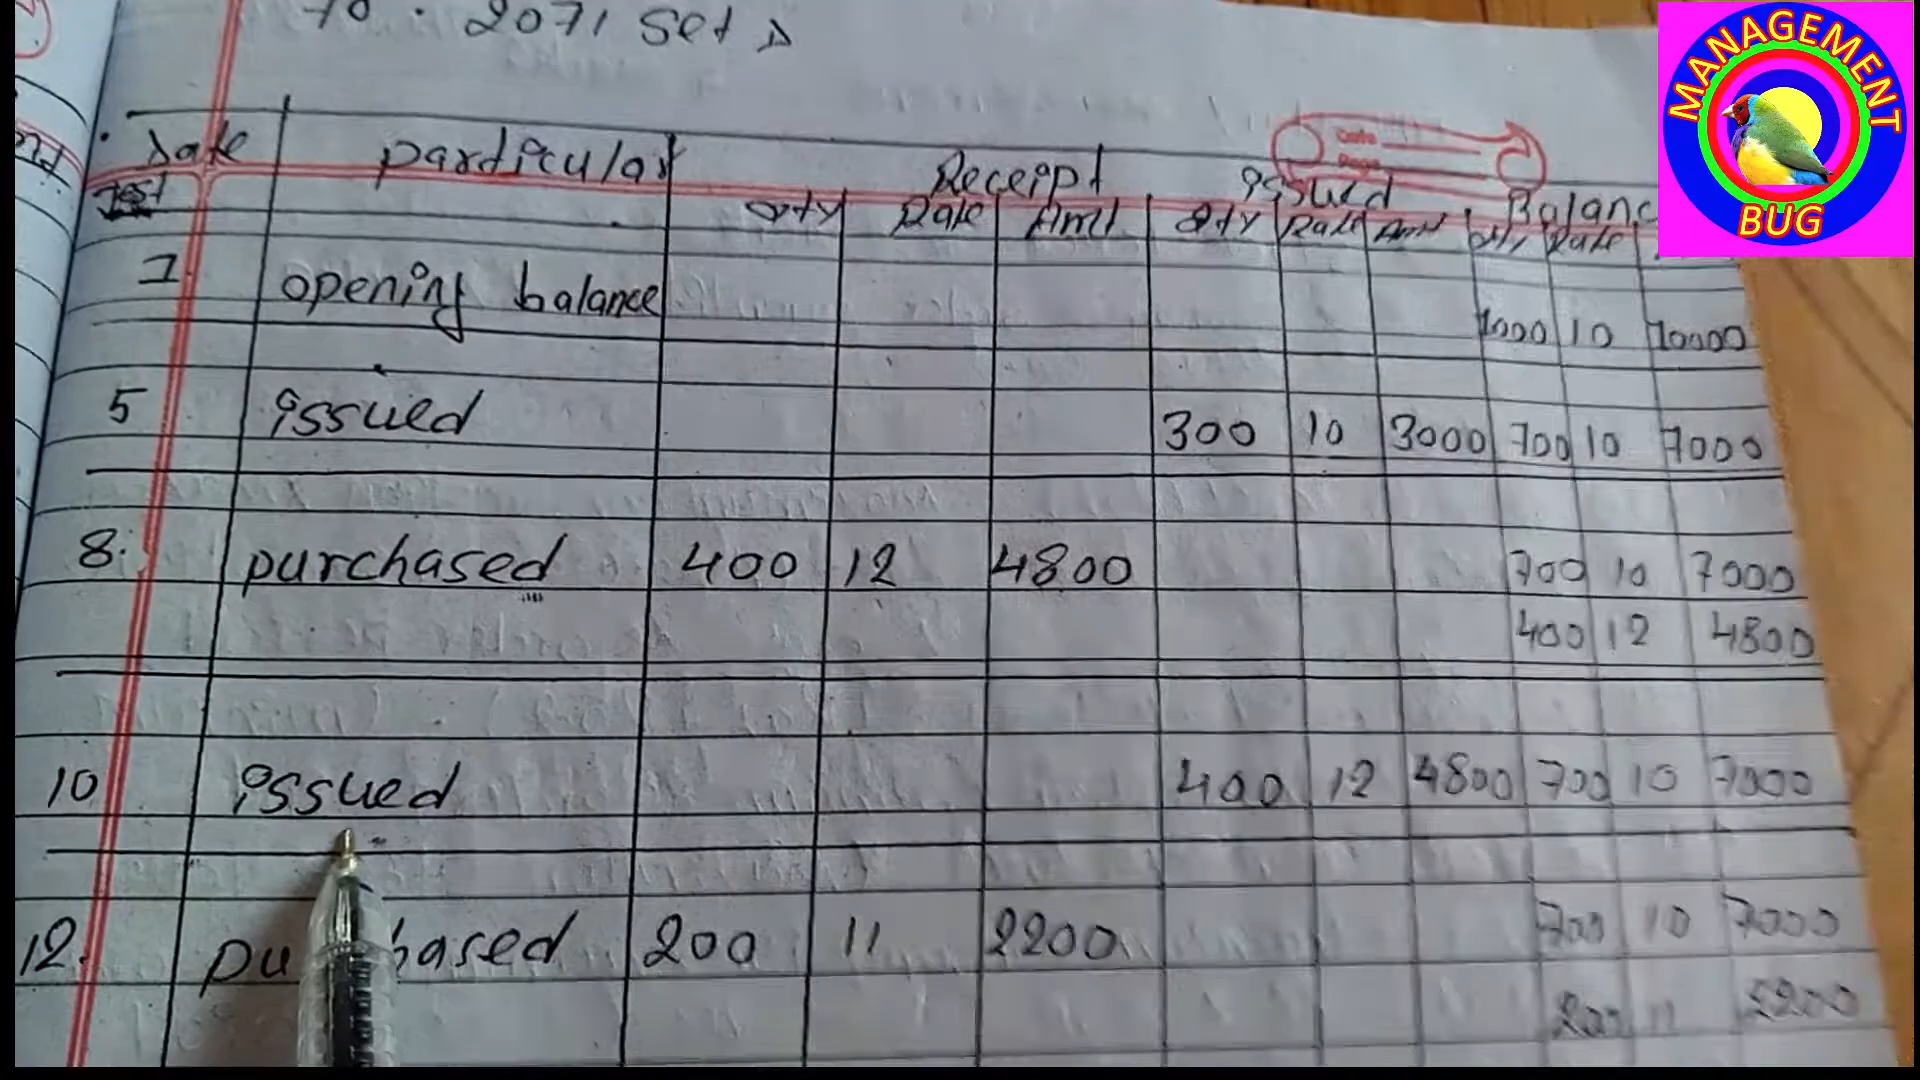 10. 2071 Set D
MANAGEMENT
BUG
Date particular Receipt issued Balanc
Qty Rate Amt Qty Rate Amt Qty Rate
1 opening balance 1000 10 10000
5 issued 300 10 3000 700 10 7000
8. purchased 400 12 4800 700 10 7000
400 12 4800
10 issued 400 12 4800 700 10 7000
12. pu hased 200 11 2200 700 10 7000
200 11 2200